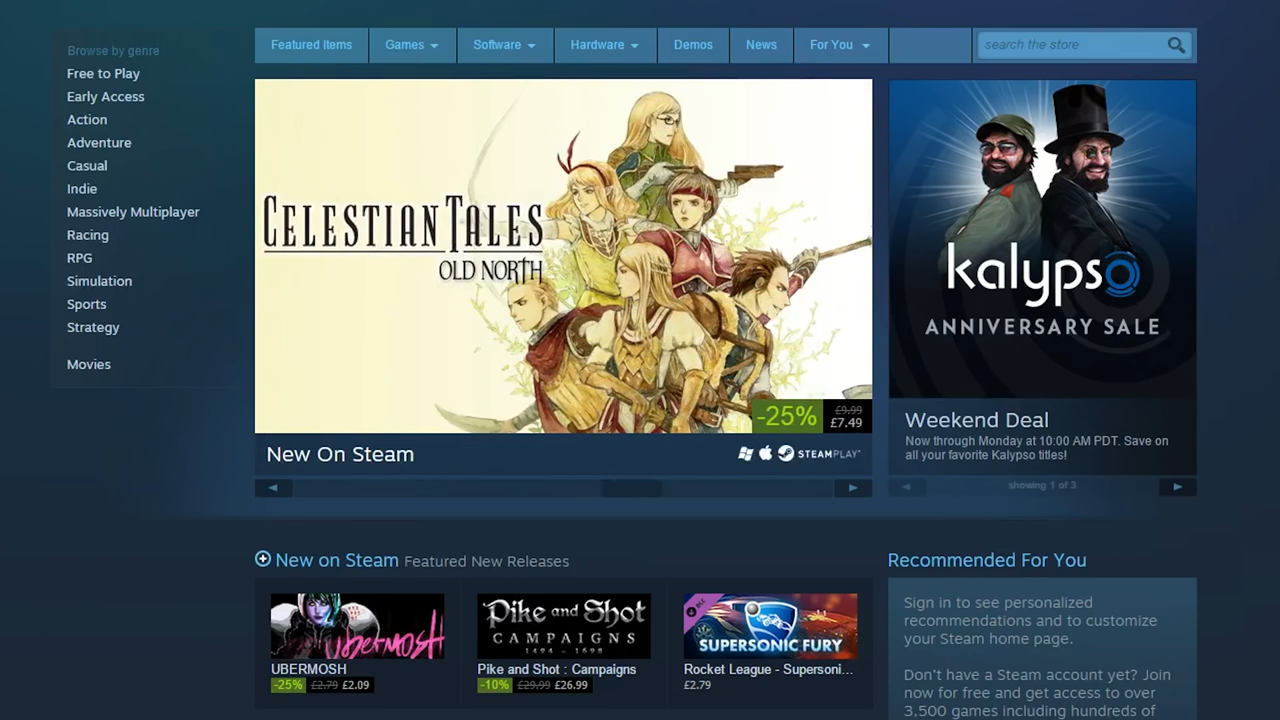 Browse by genre
Free to Play
Early Access
Action
Adventure
Casual
Indie
Massively Multiplayer
Racing
RPG
Simulation
Sports
Strategy
Movies
Featured Items Games Software Hardware Demos News For You search the store
CELESTIAN TALES
OLD NORTH
-25% £9.99
£7.49
New On Steam STEAMPLAY™
kalypso
ANNIVERSARY SALE
Weekend Deal
Now through Monday at 10:00 AM PDT. Save on
all your favorite Kalypso titles!
showing 1 of 3
New on Steam Featured New Releases
UBERMOSH
UBERMOSH
-25% £2.79 £2.09
Pike and Shot
CAMPAIGNS
1494 - 1698
Pike and Shot : Campaigns
-10% £29.99 £26.99
DLC
SUPERSONIC FURY
Rocket League - Supersoni...
£2.79
Recommended For You
Sign in to see personalized
recommendations and to customize
your Steam home page.
Don't have a Steam account yet? Join
now for free and get access to over
3,500 games including hundreds of